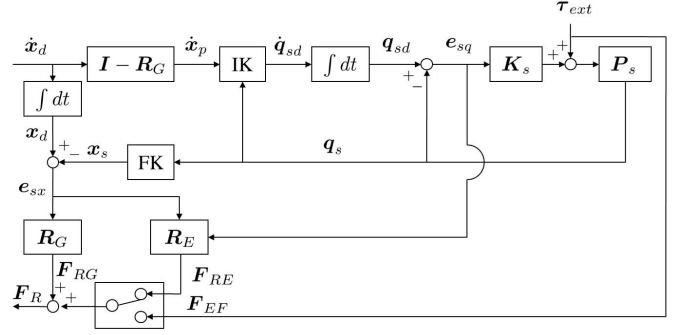 τ_ext
ẋ_d ẋ_p q̇_sd q_sd e_sq
I − R_G IK ∫ dt K_s P_s
+ − + + +
∫ dt
x_d
+ − x_s FK q_s
e_sx
R_G R_E
F_RG F_RE
F_R + + F_EF